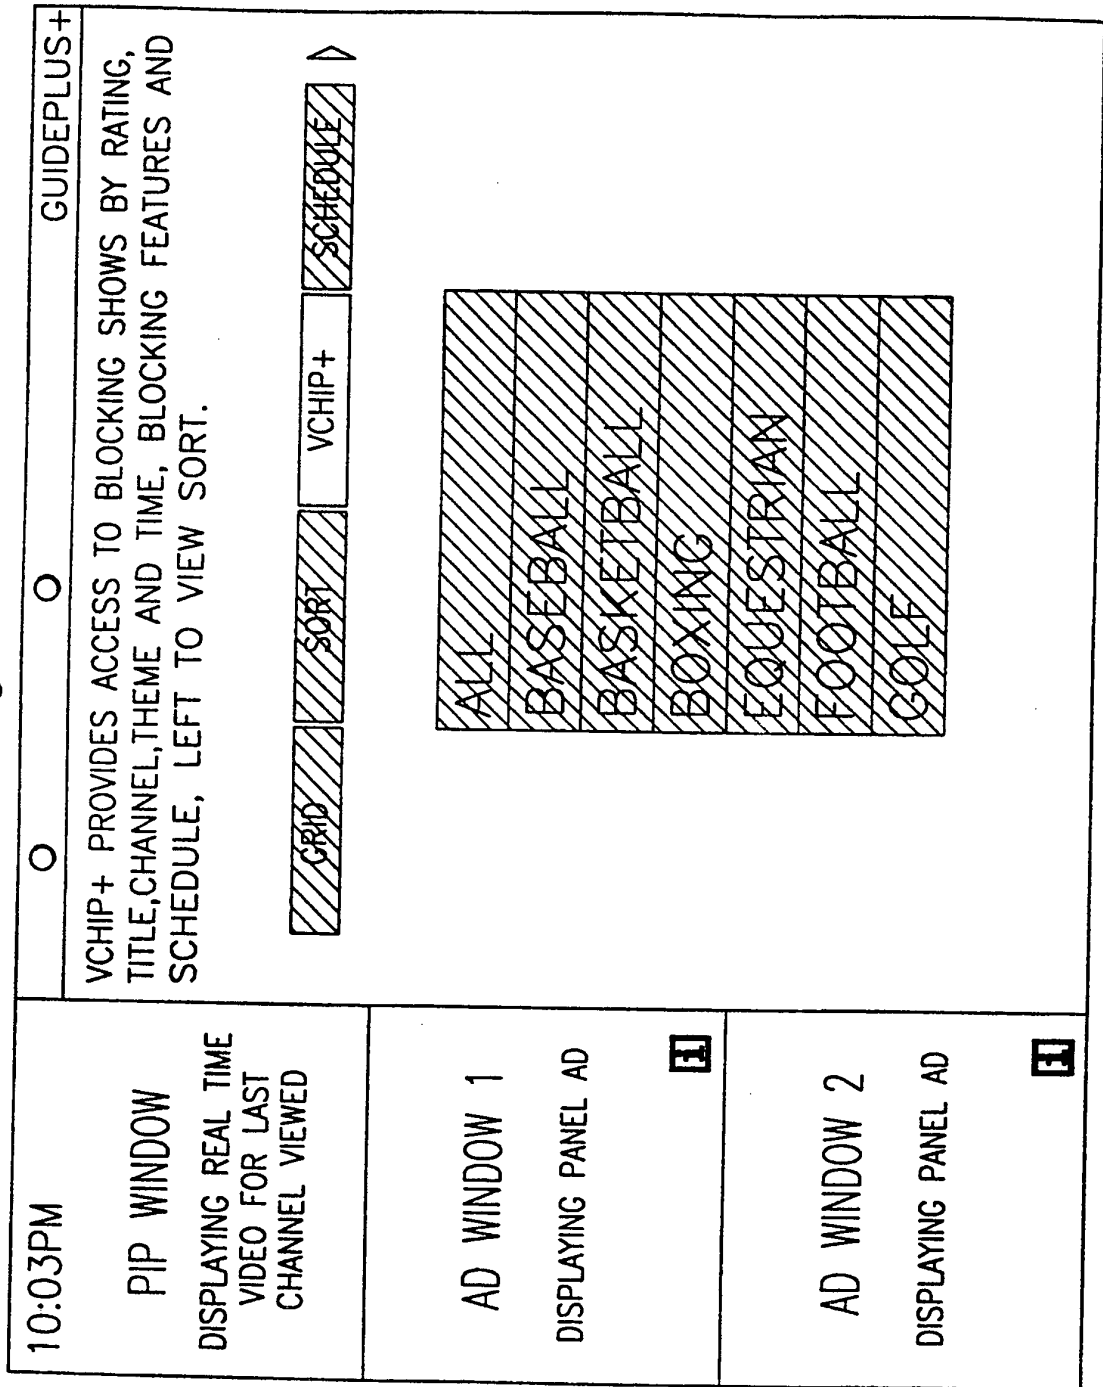 10:03PM
GUIDEPLUS+
PIP WINDOW
DISPLAYING REAL TIME
VIDEO FOR LAST
CHANNEL VIEWED
AD WINDOW 1
DISPLAYING PANEL AD
i
AD WINDOW 2
DISPLAYING PANEL AD
i
VCHIP+ PROVIDES ACCESS TO BLOCKING SHOWS BY RATING,
TITLE,CHANNEL,THEME AND TIME, BLOCKING FEATURES AND
SCHEDULE, LEFT TO VIEW SORT.
GRID SORT VCHIP+ SCHEDULE
ALL
BASEBALL
BASKETBALL
BOXING
EQUESTRIAN
FOOTBALL
GOLF